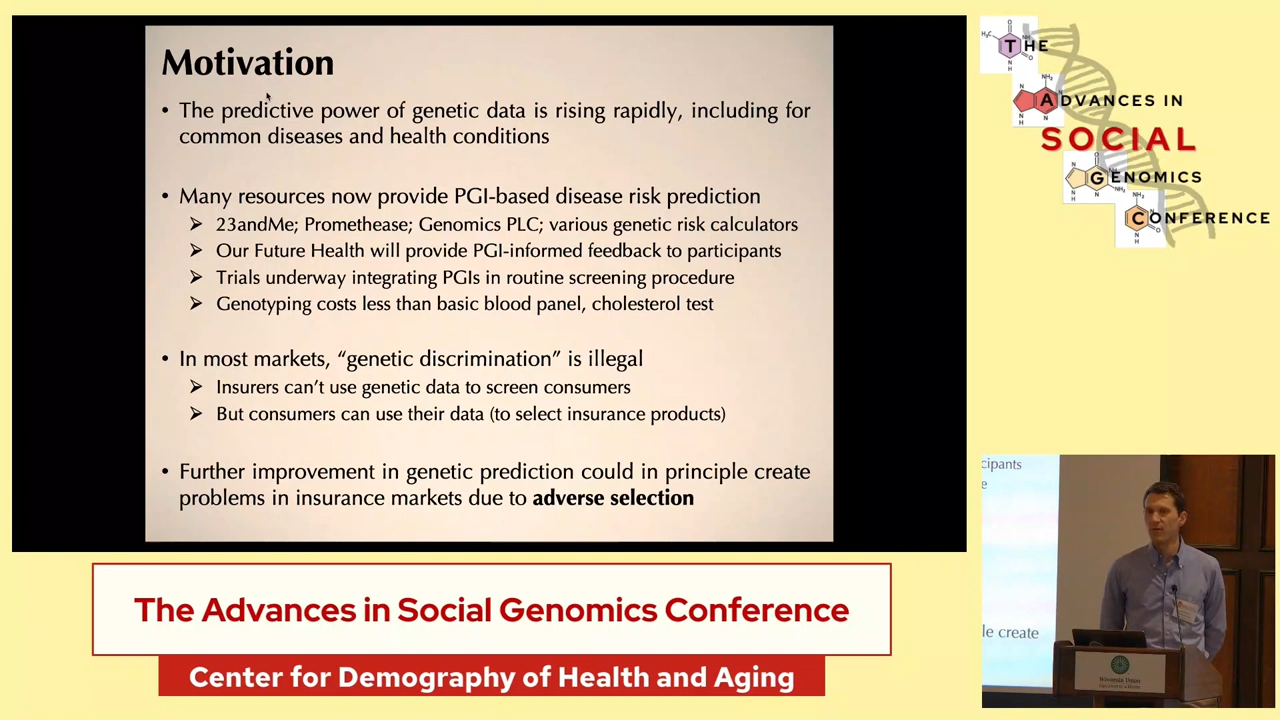 Motivation
• The predictive power of genetic data is rising rapidly, including for
common diseases and health conditions
• Many resources now provide PGI-based disease risk prediction
➢ 23andMe; Promethease; Genomics PLC; various genetic risk calculators
➢ Our Future Health will provide PGI-informed feedback to participants
➢ Trials underway integrating PGIs in routine screening procedure
➢ Genotyping costs less than basic blood panel, cholesterol test
• In most markets, “genetic discrimination” is illegal
➢ Insurers can’t use genetic data to screen consumers
➢ But consumers can use their data (to select insurance products)
• Further improvement in genetic prediction could in principle create
problems in insurance markets due to adverse selection
THE
ADVANCES IN
SOCIAL
GENOMICS
CONFERENCE
cipants
e
le create
Wisconsin Union
The Advances in Social Genomics Conference
Center for Demography of Health and Aging